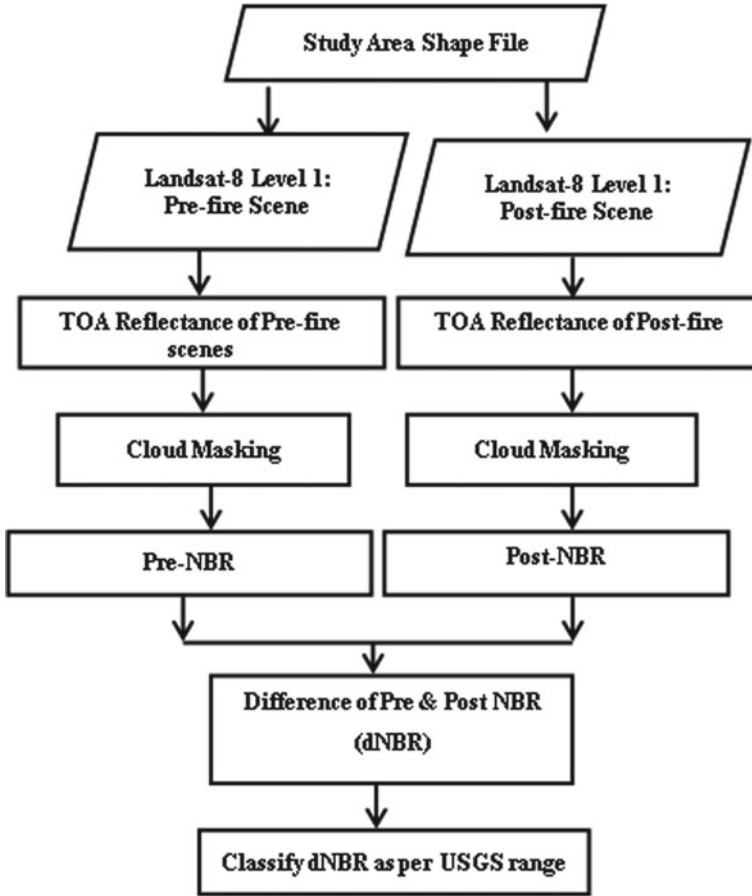 Study Area Shape File
Landsat-8 Level 1:
Pre-fire Scene
Landsat-8 Level 1:
Post-fire Scene
TOA Reflectance of Pre-fire
scenes
TOA Reflectance of Post-fire
Cloud Masking
Cloud Masking
Pre-NBR
Post-NBR
Difference of Pre & Post NBR
(dNBR)
Classify dNBR as per USGS range